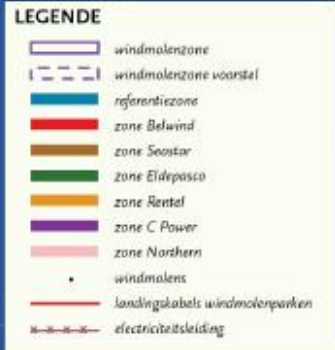 LEGENDE
windmolenzone
windmolenzone voorstel
referentiezone
zone Belwind
zone Seastar
zone Eldepasco
zone Rentel
zone C Power
zone Northern
windmolens
landingskabels windmolenparken
electriciteitsleiding